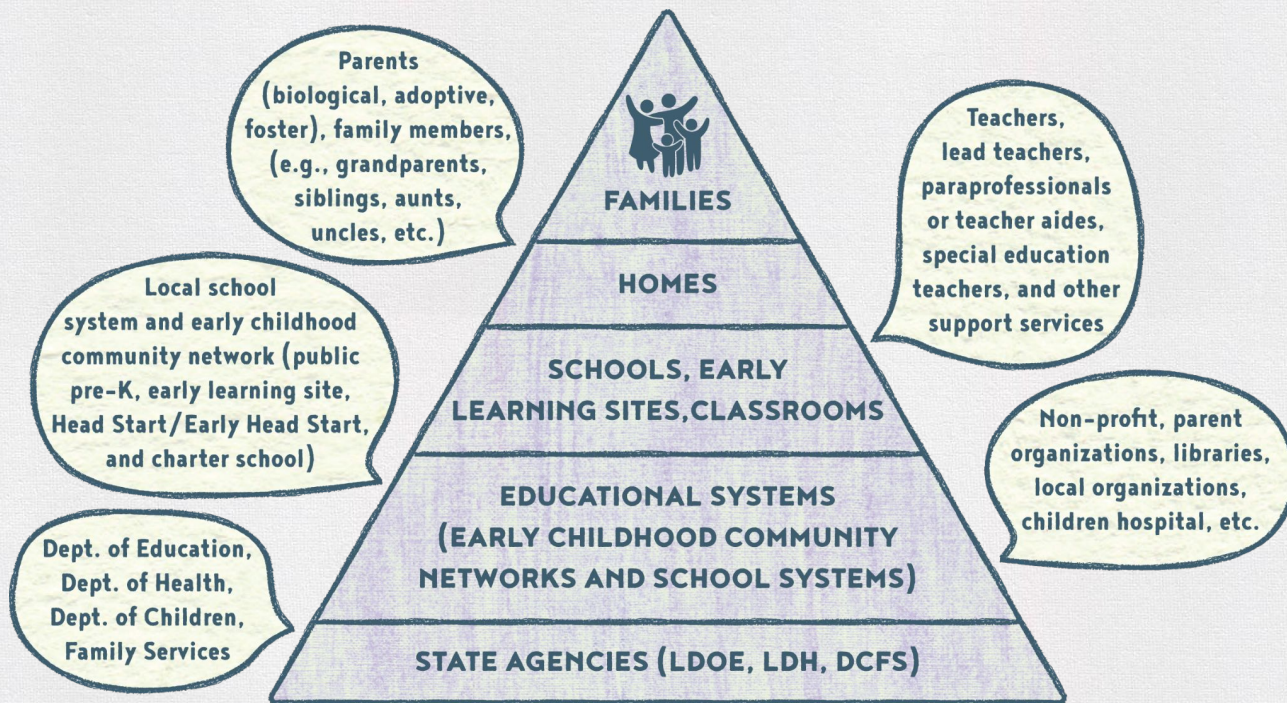 Parents
(biological, adoptive,
foster), family members,
(e.g., grandparents,
siblings, aunts,
uncles, etc.)
Local school
system and early childhood
community network (public
pre-K, early learning site,
Head Start/Early Head Start,
and charter school)
Dept. of Education,
Dept. of Health,
Dept. of Children,
Family Services
FAMILIES
HOMES
SCHOOLS, EARLY
LEARNING SITES,CLASSROOMS
EDUCATIONAL SYSTEMS
(EARLY CHILDHOOD COMMUNITY
NETWORKS AND SCHOOL SYSTEMS)
STATE AGENCIES (LDOE, LDH, DCFS)
Teachers,
lead teachers,
paraprofessionals
or teacher aides,
special education
teachers, and other
support services
Non-profit, parent
organizations, libraries,
local organizations,
children hospital, etc.